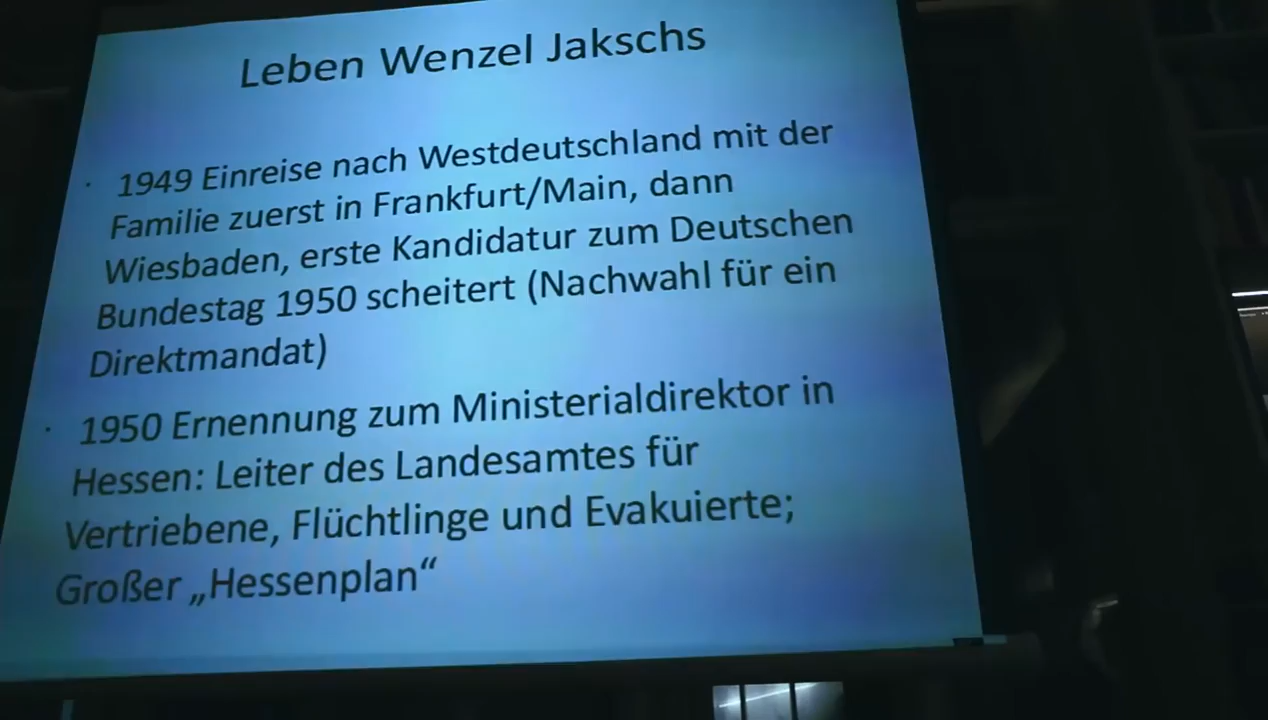 Leben Wenzel Jakschs
· 1949 Einreise nach Westdeutschland mit der
Familie zuerst in Frankfurt/Main, dann
Wiesbaden, erste Kandidatur zum Deutschen
Bundestag 1950 scheitert (Nachwahl für ein
Direktmandat)
· 1950 Ernennung zum Ministerialdirektor in
Hessen: Leiter des Landesamtes für
Vertriebene, Flüchtlinge und Evakuierte;
Großer „Hessenplan“